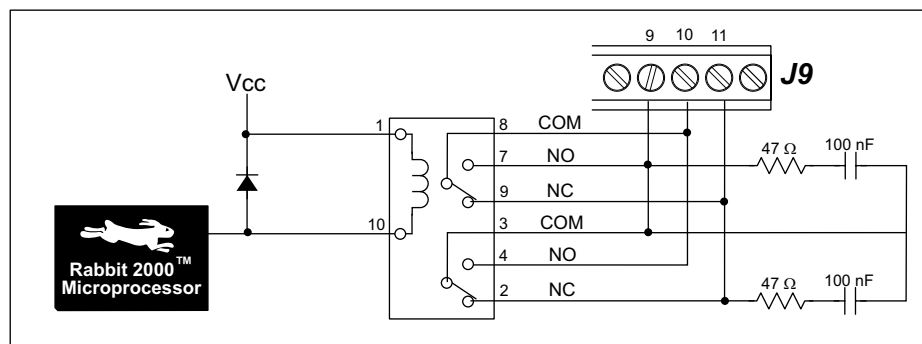 9 10 11
J9
Vcc
1
8 COM
7 NO
47 Ω 100 nF
9 NC
10
3 COM
4 NO
2 NC
47 Ω 100 nF
Rabbit 2000™
Microprocessor